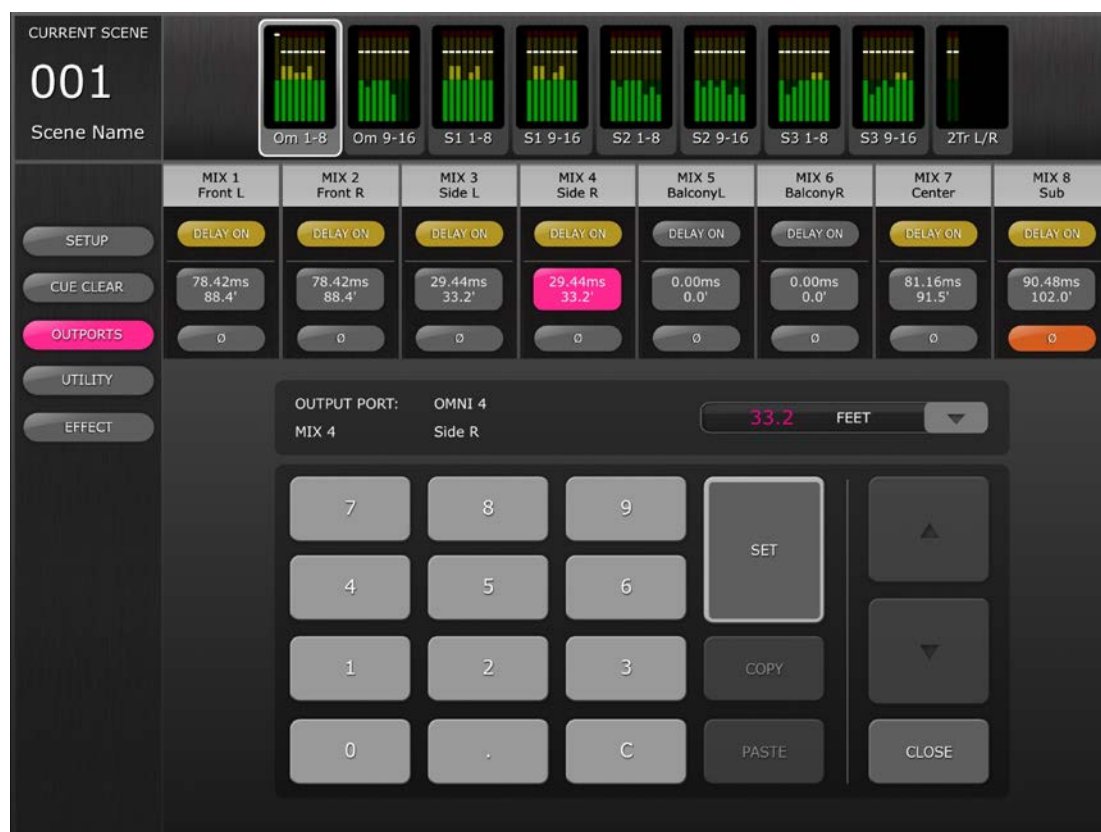 CURRENT SCENE
001
Scene Name
Om 1-8 Om 9-16 S1 1-8 S1 9-16 S2 1-8 S2 9-16 S3 1-8 S3 9-16 2Tr L/R
MIX 1 MIX 2 MIX 3 MIX 4 MIX 5 MIX 6 MIX 7 MIX 8
Front L Front R Side L Side R BalconyL BalconyR Center Sub
DELAY ON DELAY ON DELAY ON DELAY ON DELAY ON DELAY ON DELAY ON DELAY ON
78.42ms 78.42ms 29.44ms 29.44ms 0.00ms 0.00ms 81.16ms 90.48ms
88.4' 88.4' 33.2' 33.2' 0.0' 0.0' 91.5' 102.0'
Ø Ø Ø Ø Ø Ø Ø Ø
SETUP
CUE CLEAR
OUTPORTS
UTILITY
EFFECT
OUTPUT PORT: OMNI 4
MIX 4 Side R
33.2 FEET
7 8 9
SET
4 5 6
1 2 3 COPY
0 . C PASTE CLOSE